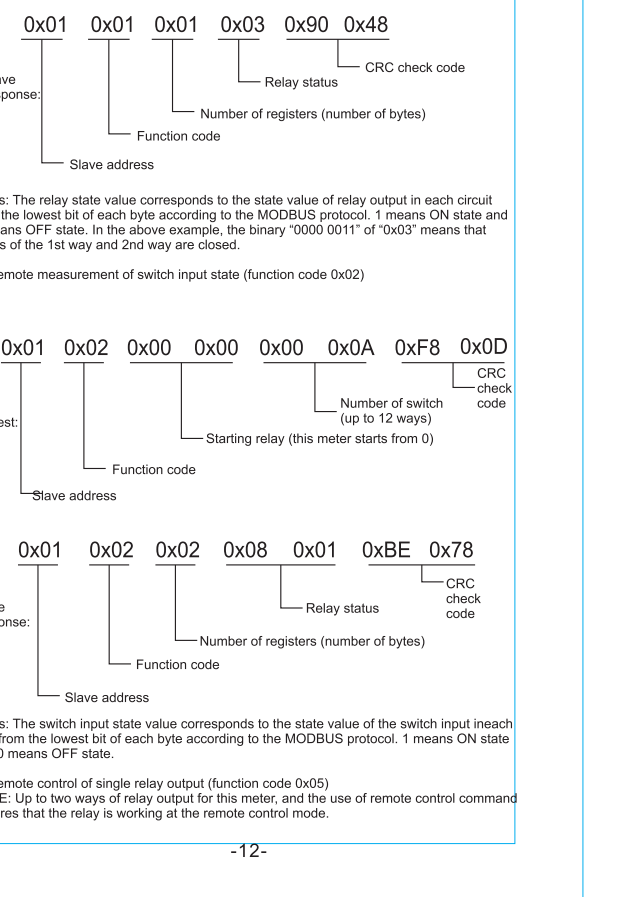 0x01 0x01 0x01 0x03 0x90 0x48
CRC check code
Relay status
ave
sponse:
Number of registers (number of bytes)
Function code
Slave address
s: The relay state value corresponds to the state value of relay output in each circuit
the lowest bit of each byte according to the MODBUS protocol. 1 means ON state and
ans OFF state. In the above example, the binary “0000 0011” of “0x03” means that
s of the 1st way and 2nd way are closed.
emote measurement of switch input state (function code 0x02)
0x01 0x02 0x00 0x00 0x00 0x0A 0xF8 0x0D
CRC
check
code
Number of switch
(up to 12 ways)
est:
Starting relay (this meter starts from 0)
Function code
Slave address
0x01 0x02 0x02 0x08 0x01 0xBE 0x78
CRC
check
code
Relay status
e
onse:
Number of registers (number of bytes)
Function code
Slave address
s: The switch input state value corresponds to the state value of the switch input ineach
from the lowest bit of each byte according to the MODBUS protocol. 1 means ON state
0 means OFF state.
emote control of single relay output (function code 0x05)
E: Up to two ways of relay output for this meter, and the use of remote control command
res that the relay is working at the remote control mode.
-12-